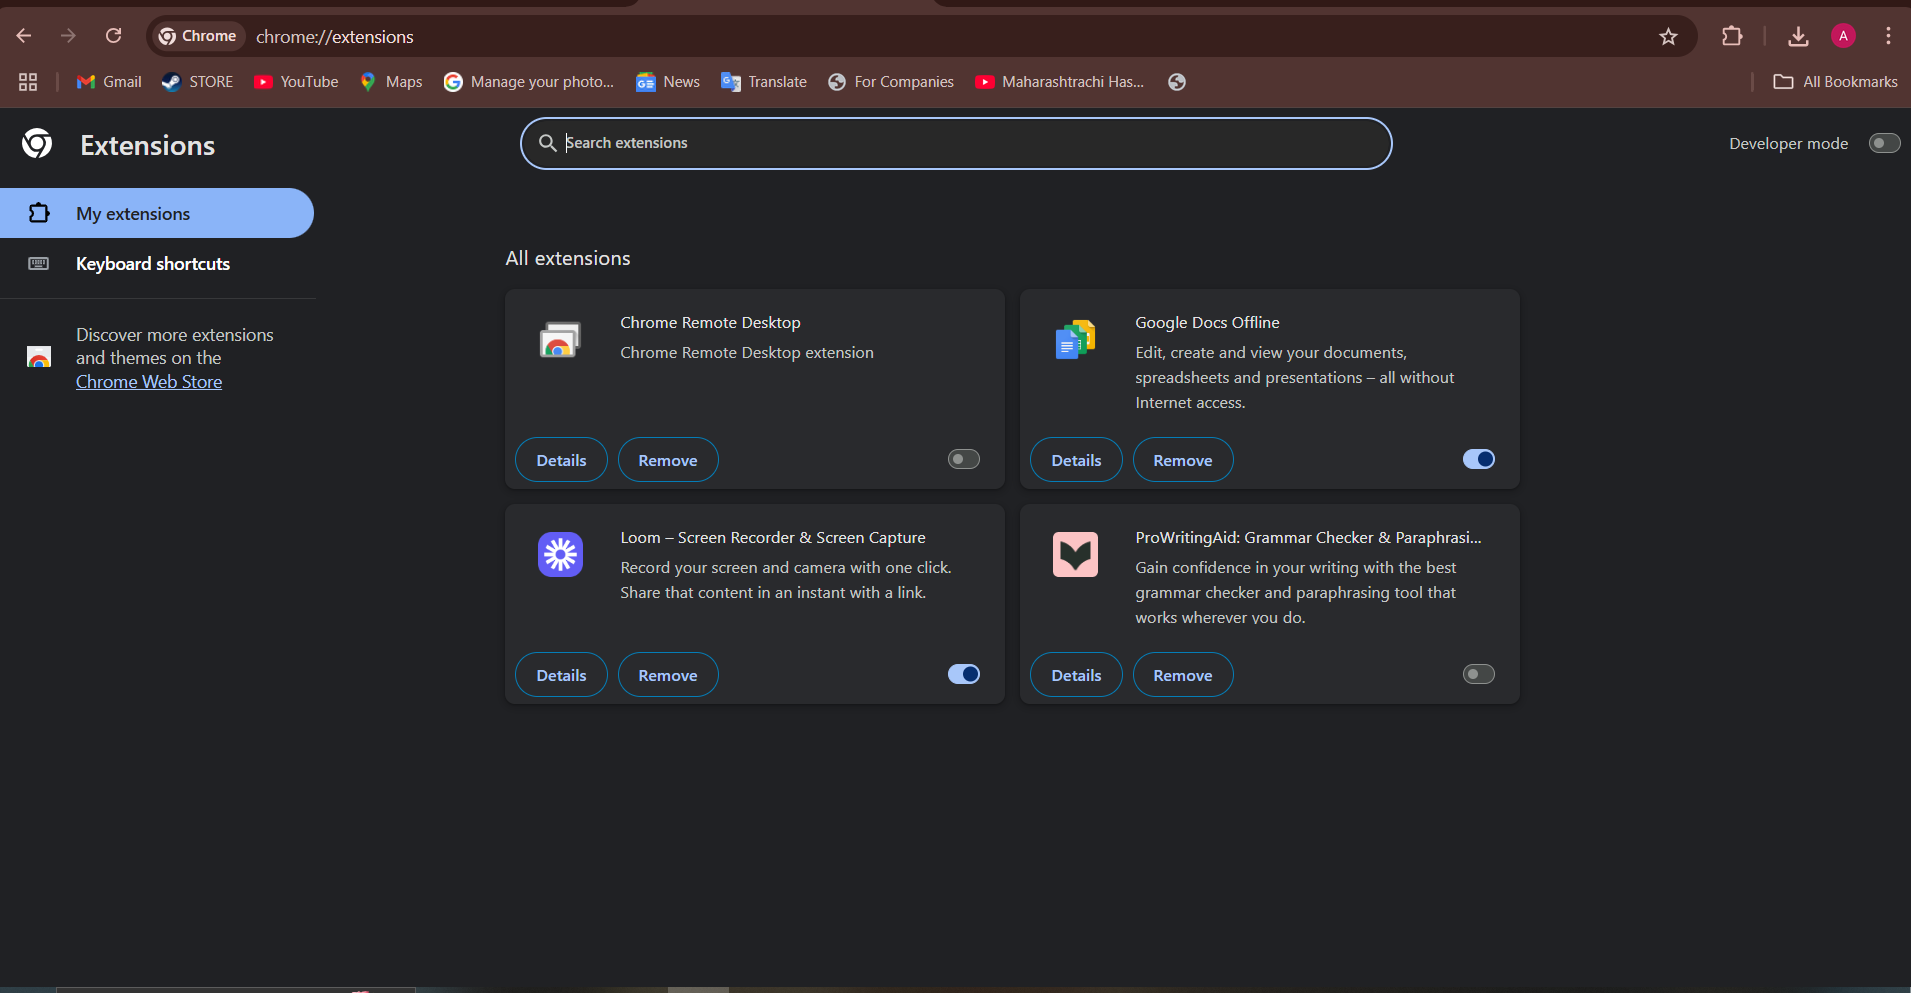 Chrome
chrome://extensions
A
Gmail
STORE
YouTube
Maps
Manage your photo...
News
Translate
For Companies
Maharashtrachi Has...
All Bookmarks
Extensions
Search extensions
Developer mode
My extensions
Keyboard shortcuts
Discover more extensions
and themes on the
Chrome Web Store
All extensions
Chrome Remote Desktop
Chrome Remote Desktop extension
Details
Remove
Google Docs Offline
Edit, create and view your documents,
spreadsheets and presentations – all without
Internet access.
Details
Remove
Loom – Screen Recorder & Screen Capture
Record your screen and camera with one click.
Share that content in an instant with a link.
Details
Remove
ProWritingAid: Grammar Checker & Paraphrasi...
Gain confidence in your writing with the best
grammar checker and paraphrasing tool that
works wherever you do.
Details
Remove